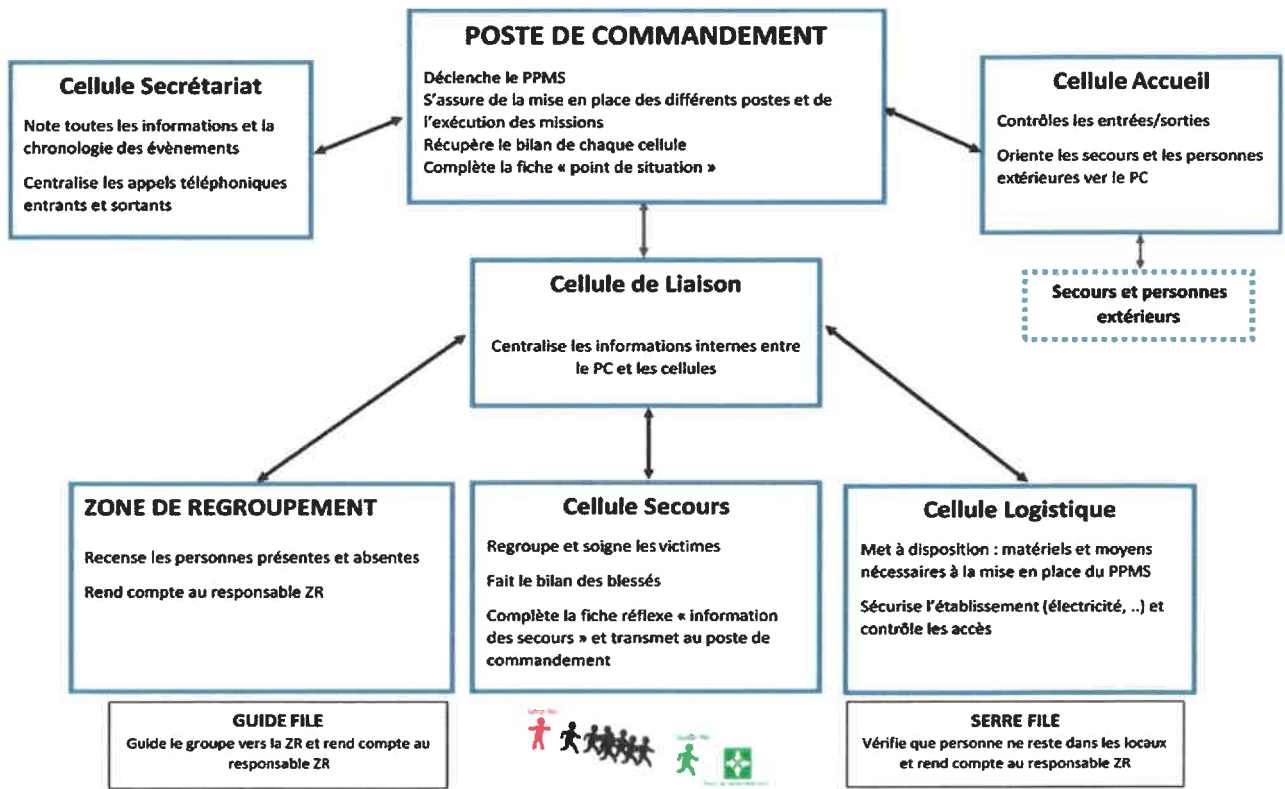 POSTE DE COMMANDEMENT
Déclenche le PPMS
S'assure de la mise en place des différents postes et de
l'exécution des missions
Récupère le bilan de chaque cellule
Complète la fiche « point de situation »
Cellule Secrétariat
Note toutes les informations et la
chronologie des évènements
Centralise les appels téléphoniques
entrants et sortants
Cellule Accueil
Contrôles les entrées/sorties
Oriente les secours et les personnes
extérieures ver le PC
Secours et personnes
extérieurs
Cellule de Liaison
Centralise les informations internes entre
le PC et les cellules
ZONE DE REGROUPEMENT
Recense les personnes présentes et absentes
Rend compte au responsable ZR
Cellule Secours
Regroupe et soigne les victimes
Fait le bilan des blessés
Complète la fiche réflexe « information
des secours » et transmet au poste de
commandement
Cellule Logistique
Met à disposition : matériels et moyens
nécessaires à la mise en place du PPMS
Sécurise l'établissement (électricité, ..) et
contrôle les accès
GUIDE FILE
Guide le groupe vers la ZR et rend compte au
responsable ZR
SERRE FILE
Vérifie que personne ne reste dans les locaux
et rend compte au responsable ZR